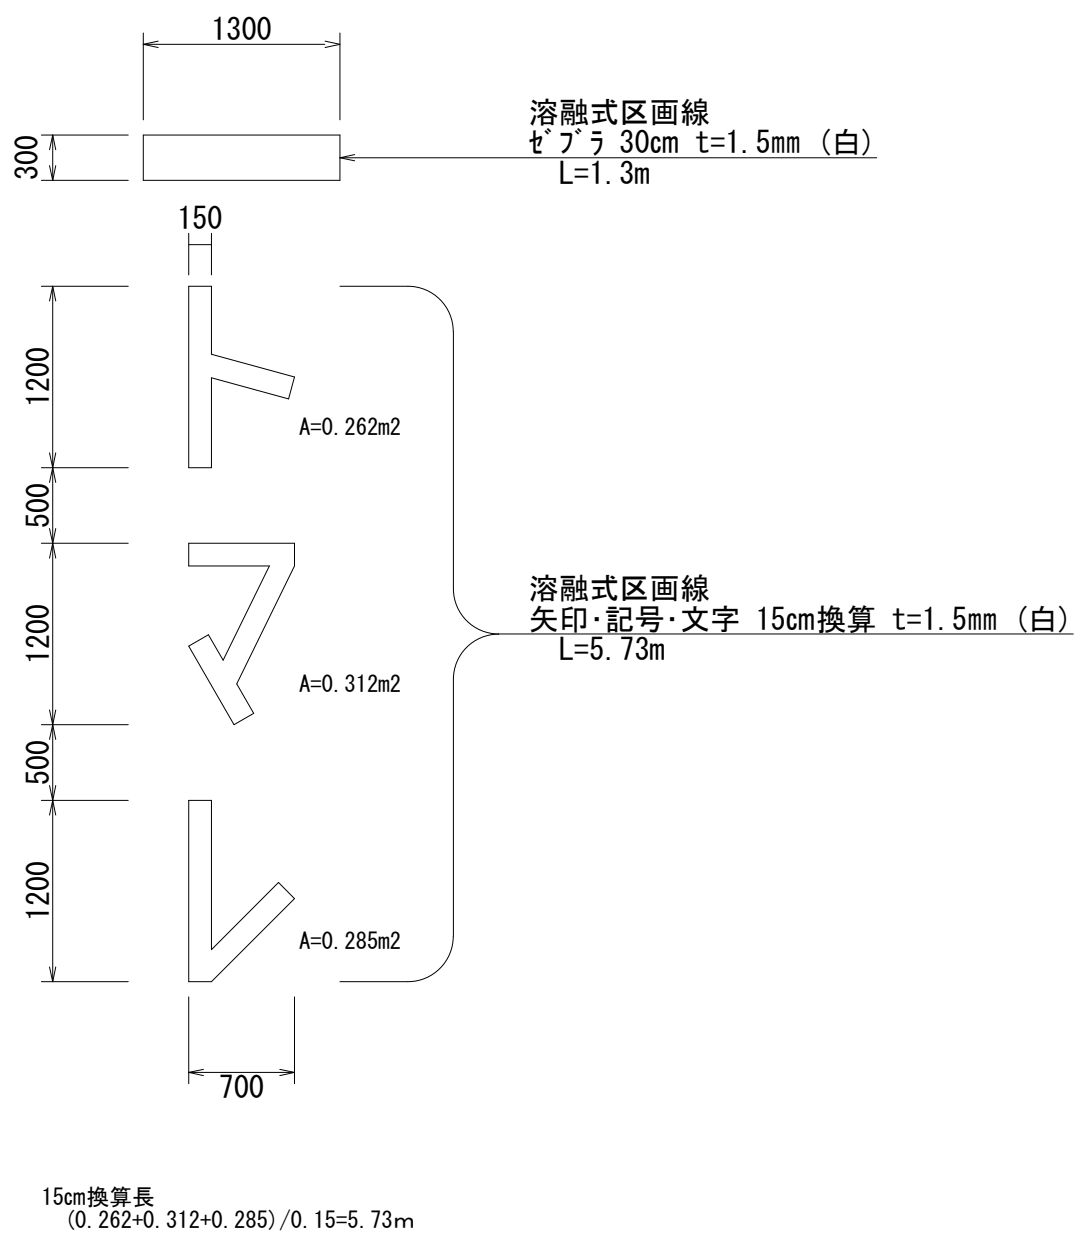 1300
溶融式区画線
ｾﾞﾌﾞﾗ 30cm t=1.5mm (白)
L=1.3m
300
150
1200
A=0.262m2
500
1200
溶融式区画線
矢印･記号･文字 15cm換算 t=1.5mm (白)
L=5.73m
A=0.312m2
500
1200
A=0.285m2
700
15cm換算長
(0.262+0.312+0.285)/0.15=5.73m
トマレ